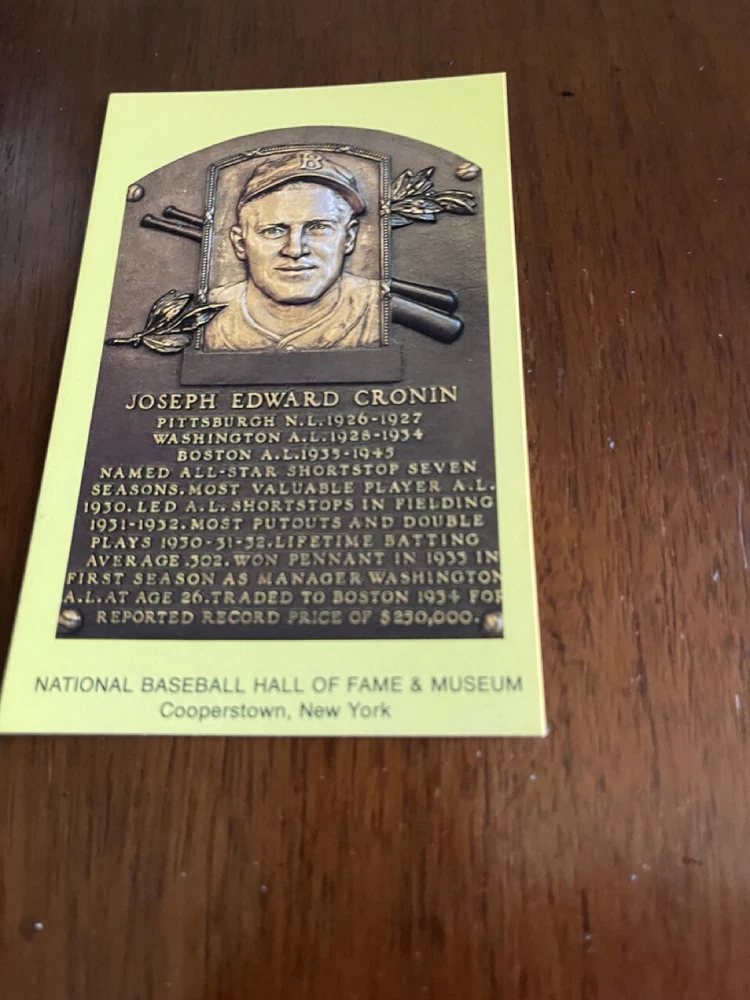 B
JOSEPH EDWARD CRONIN
PITTSBURGH N.L.1926-1927
WASHINGTON A.L.1928-1934
BOSTON A.L.1935-1945
NAMED ALL-STAR SHORTSTOP SEVEN
SEASONS.MOST VALUABLE PLAYER A.L.
1930.LED A.L.SHORTSTOPS IN FIELDING
1931-1932.MOST PUTOUTS AND DOUBLE
PLAYS 1930-31-32.LIFETIME BATTING
AVERAGE .302.WON PENNANT IN 1933 IN
FIRST SEASON AS MANAGER WASHINGTON
A.L.AT AGE 26.TRADED TO BOSTON 1934 FOR
REPORTED RECORD PRICE OF $250,000.
NATIONAL BASEBALL HALL OF FAME & MUSEUM
Cooperstown, New York